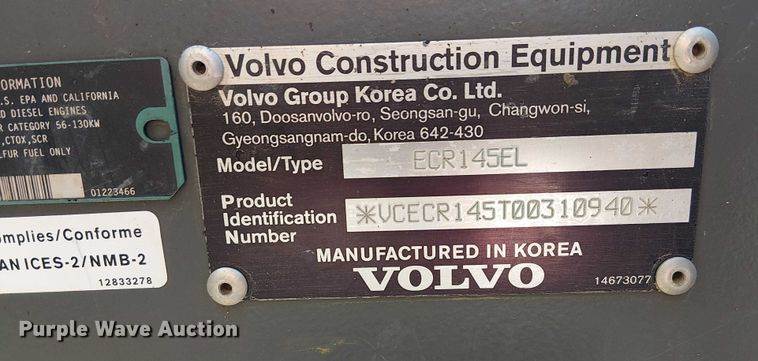 FORMATION
.S. EPA AND CALIFORNIA
D DIESEL ENGINES
R CATEGORY 56-130KW
,CTOX,SCR
LFUR FUEL ONLY
01223466
omplies/Conforme
AN ICES-2/NMB-2
12833278
Volvo Construction Equipment
Volvo Group Korea Co. Ltd.
160, Doosanvolvo-ro, Seongsan-gu, Changwon-si,
Gyeongsangnam-do, Korea 642-430
Model/Type ECR145EL
Product
Identification
Number
*VCECR145T00310940*
MANUFACTURED IN KOREA
VOLVO
14673077
Purple Wave Auction